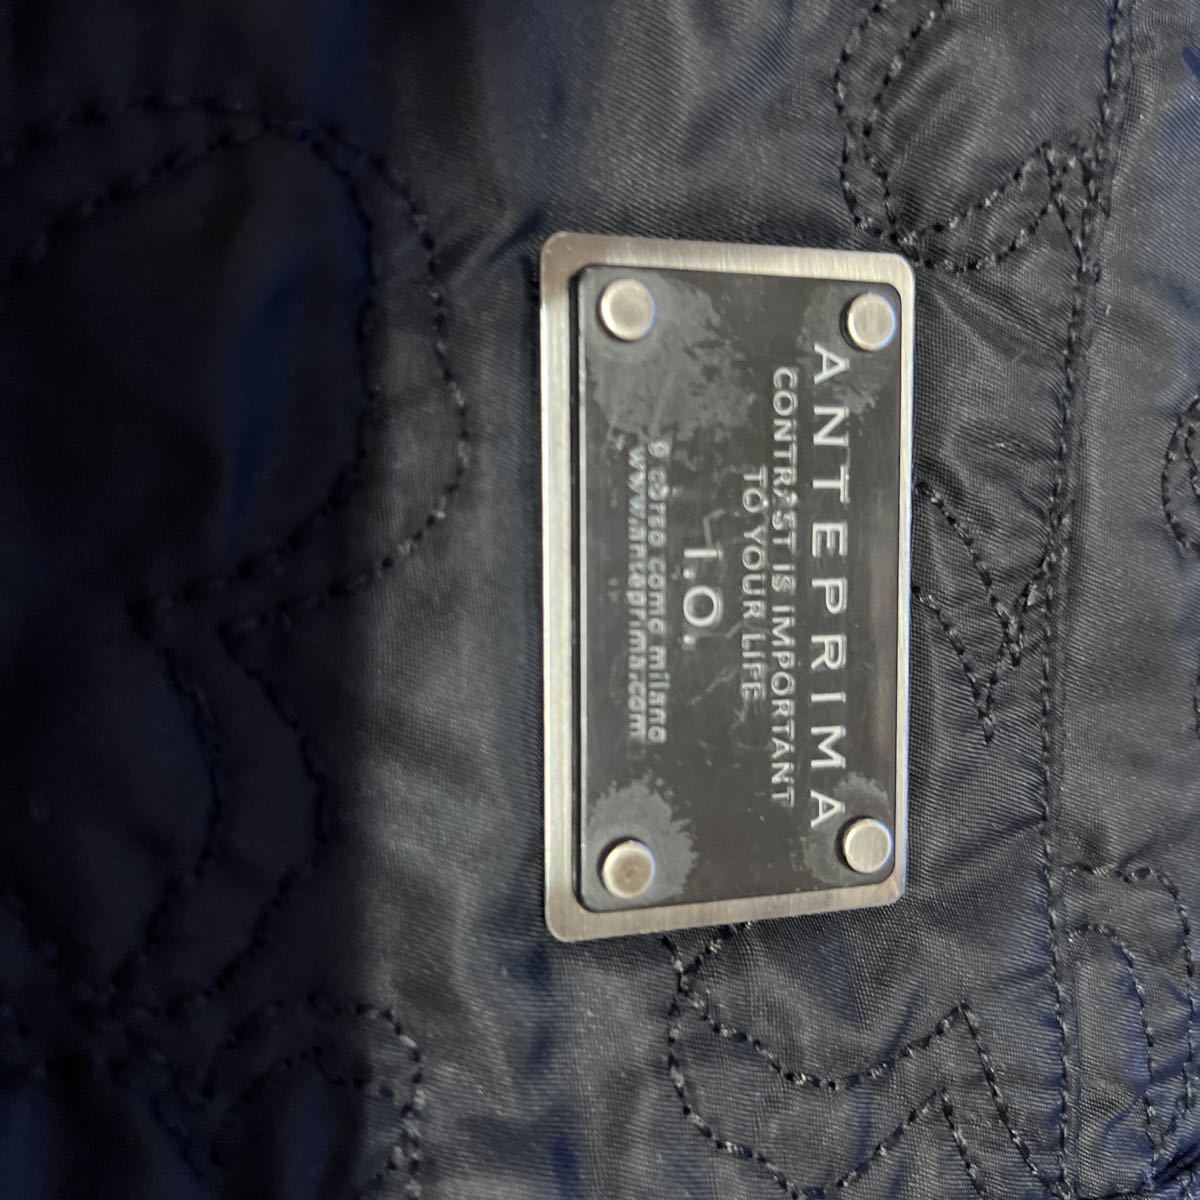 ANTEPRIMA
CONTRAST IS IMPORTANT
TO YOUR LIFE
I.O.
9 corso como milano
www.anteprima.com